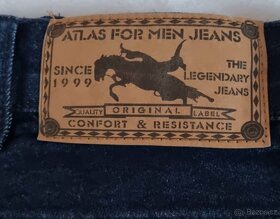 ATLAS FOR MEN JEANS
SINCE
1999
THE
LEGENDARY
JEANS
QUALITY ORIGINAL LABEL
CONFORT & RESISTANCE